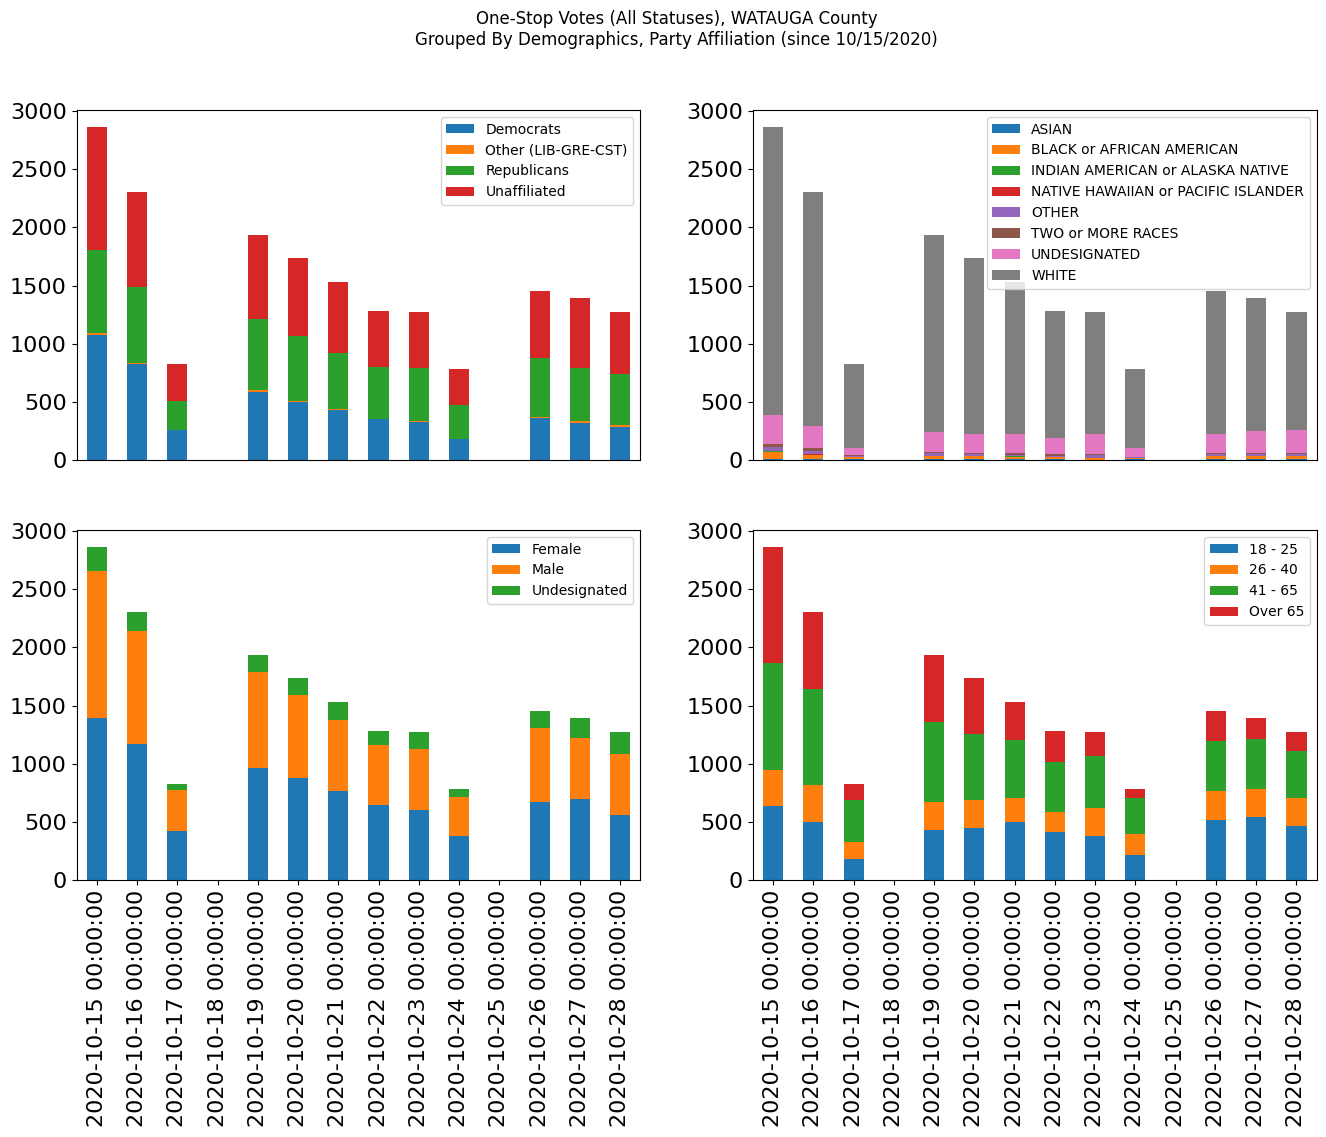 One-Stop Votes (All Statuses), WATAUGA County
Grouped By Demographics, Party Affiliation (since 10/15/2020)
3000
2500
2000
1500
1000
500
0
Democrats
Other (LIB-GRE-CST)
Republicans
Unaffiliated
3000
2500
2000
1500
1000
500
0
ASIAN
BLACK or AFRICAN AMERICAN
INDIAN AMERICAN or ALASKA NATIVE
NATIVE HAWAIIAN or PACIFIC ISLANDER
OTHER
TWO or MORE RACES
UNDESIGNATED
WHITE
3000
2500
2000
1500
1000
500
0
Female
Male
Undesignated
2020-10-15 00:00:00
2020-10-16 00:00:00
2020-10-17 00:00:00
2020-10-18 00:00:00
2020-10-19 00:00:00
2020-10-20 00:00:00
2020-10-21 00:00:00
2020-10-22 00:00:00
2020-10-23 00:00:00
2020-10-24 00:00:00
2020-10-25 00:00:00
2020-10-26 00:00:00
2020-10-27 00:00:00
2020-10-28 00:00:00
3000
2500
2000
1500
1000
500
0
18 - 25
26 - 40
41 - 65
Over 65
2020-10-15 00:00:00
2020-10-16 00:00:00
2020-10-17 00:00:00
2020-10-18 00:00:00
2020-10-19 00:00:00
2020-10-20 00:00:00
2020-10-21 00:00:00
2020-10-22 00:00:00
2020-10-23 00:00:00
2020-10-24 00:00:00
2020-10-25 00:00:00
2020-10-26 00:00:00
2020-10-27 00:00:00
2020-10-28 00:00:00